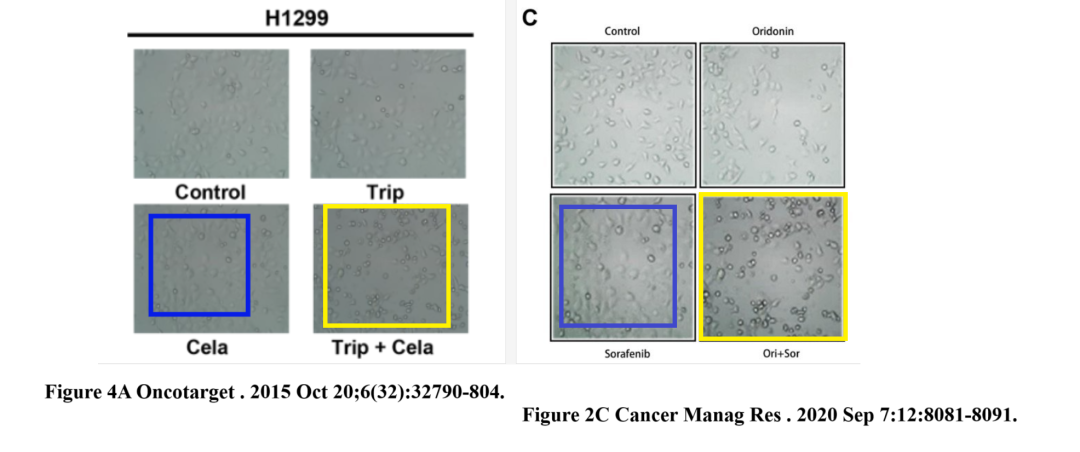 H1299
Control
Trip
Cela
Trip + Cela
Figure 4A Oncotarget . 2015 Oct 20;6(32):32790-804.
C
Control
Oridonin
Sorafenib
Ori+Sor
Figure 2C Cancer Manag Res . 2020 Sep 7:12:8081-8091.